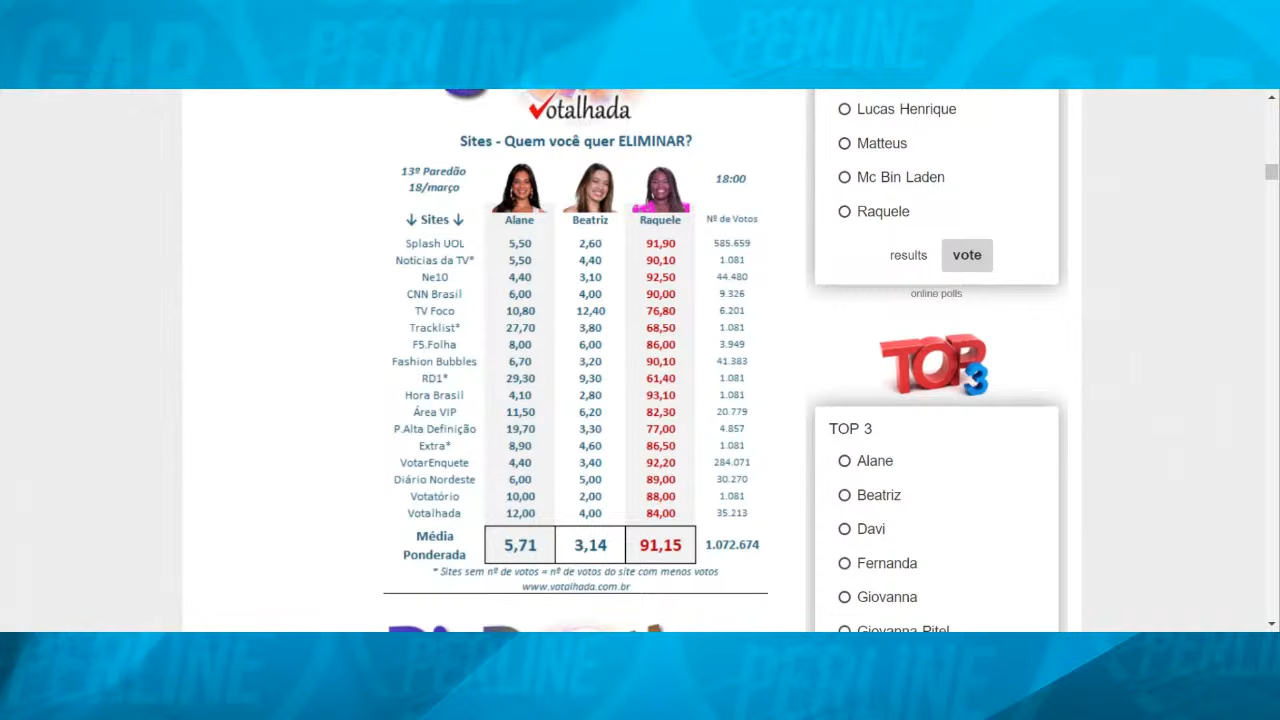 GAR
PERLINE
PERLINE
Votalhada
Sites - Quem você quer ELIMINAR?
13º Paredão
18/março
18:00
↓ Sites ↓ Alane Beatriz Raquele Nº de Votos
Splash UOL 5,50 2,60 91,90 585.659
Notícias da TV* 5,50 4,40 90,10 1.081
Ne10 4,40 3,10 92,50 44.480
CNN Brasil 6,00 4,00 90,00 9.326
TV Foco 10,80 12,40 76,80 6.201
Tracklist* 27,70 3,80 68,50 1.081
F5.Folha 8,00 6,00 86,00 3.949
Fashion Bubbles 6,70 3,20 90,10 41.383
RD1* 29,30 9,30 61,40 1.081
Hora Brasil 4,10 2,80 93,10 1.081
Área VIP 11,50 6,20 82,30 20.779
P.Alta Definição 19,70 3,30 77,00 4.857
Extra* 8,90 4,60 86,50 1.081
VotarEnquete 4,40 3,40 92,20 284.071
Diário Nordeste 6,00 5,00 89,00 30.270
Votatório 10,00 2,00 88,00 1.081
Votalhada 12,00 4,00 84,00 35.213
Média Ponderada 5,71 3,14 91,15 1.072.674
* Sites sem nº de votos = nº de votos do site com menos votos
www.votalhada.com.br
Lucas Henrique
Matteus
Mc Bin Laden
Raquele
results vote
online polls
TOP 3
TOP 3
Alane
Beatriz
Davi
Fernanda
Giovanna
Giovanna Pitel
PERLINE
PERLINE
PERLINE